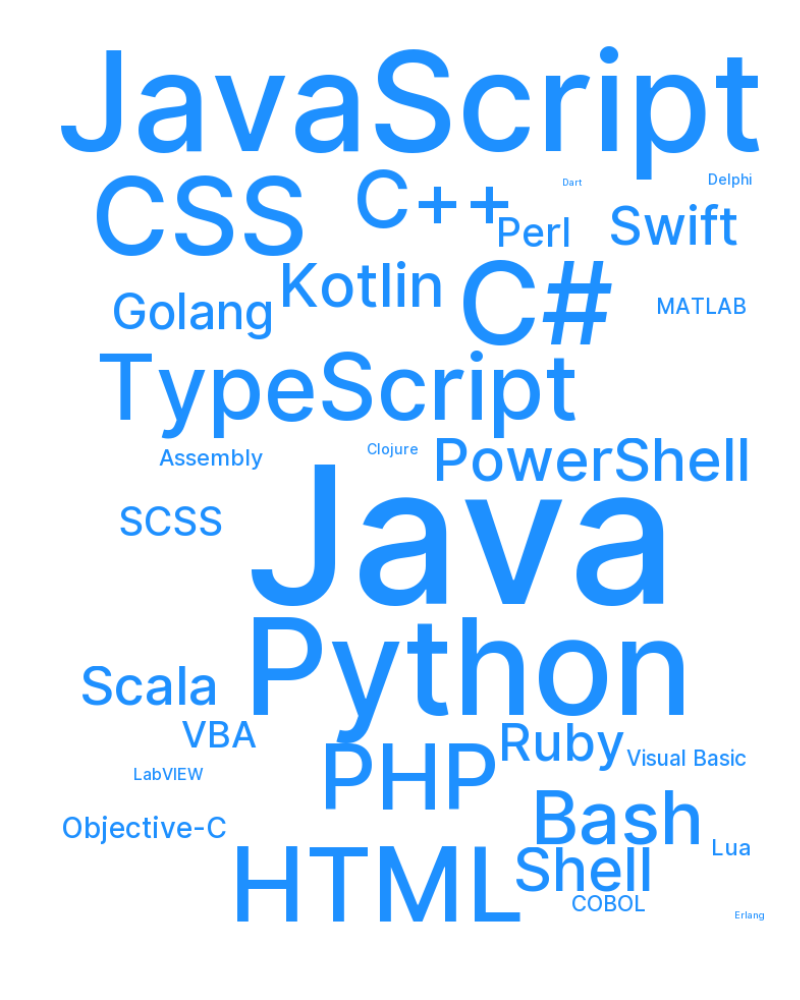 JavaScript
CSS
C++
Dart
Delphi
Perl
Swift
Golang
Kotlin
C#
MATLAB
TypeScript
Assembly
Clojure
PowerShell
SCSS
Java
Python
Scala
VBA
Ruby
Visual Basic
LabVIEW
PHP
Objective-C
Bash
Lua
HTML
Shell
COBOL
Erlang